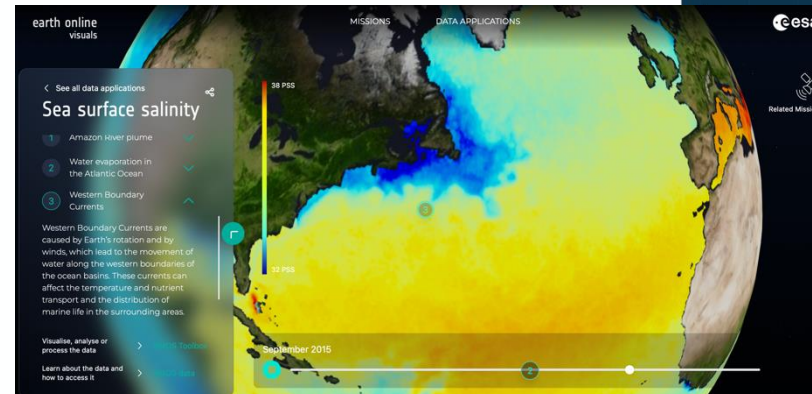 earth online
visuals
MISSIONS
DATA APPLICATIONS
esa
See all data applications
Sea surface salinity
1 Amazon River plume
2 Water evaporation in
the Atlantic Ocean
3 Western Boundary
Currents
Western Boundary Currents are
caused by Earth's rotation and by
winds, which lead to the movement of
water along the western boundaries of
the ocean basins. These currents can
affect the temperature and nutrient
transport and the distribution of
marine life in the surrounding areas.
Visualise, analyse or
process the data
Toolbox
Learn about the data and
how to access it
38 PSS
32 PSS
3
Related Missi
September 2015
2